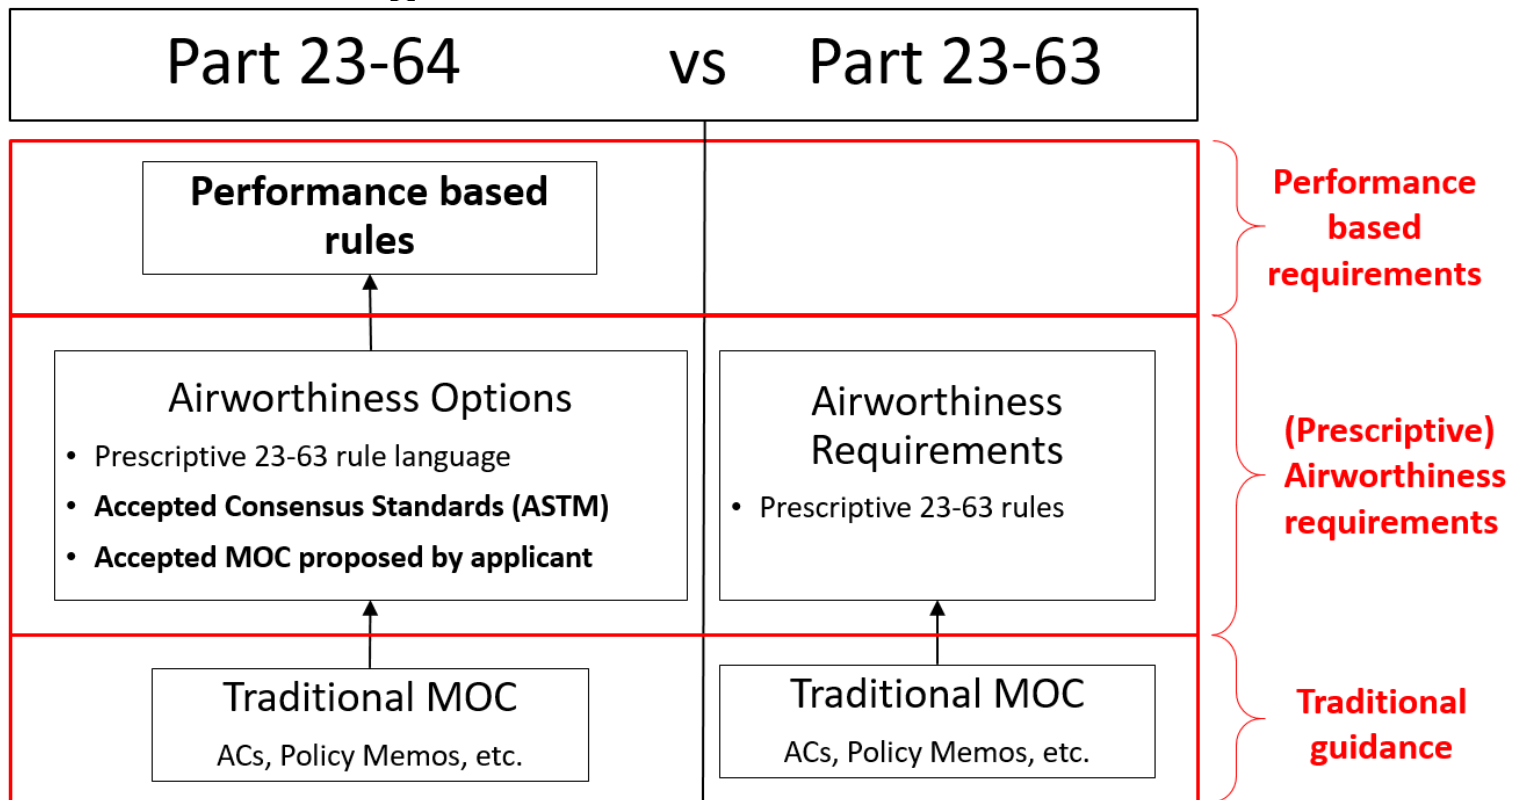 Part 23-64 vs Part 23-63
Performance based
rules
Performance
based
requirements
Airworthiness Options
• Prescriptive 23-63 rule language
• Accepted Consensus Standards (ASTM)
• Accepted MOC proposed by applicant
Airworthiness
Requirements
• Prescriptive 23-63 rules
(Prescriptive)
Airworthiness
requirements
Traditional MOC
ACs, Policy Memos, etc.
Traditional MOC
ACs, Policy Memos, etc.
Traditional
guidance